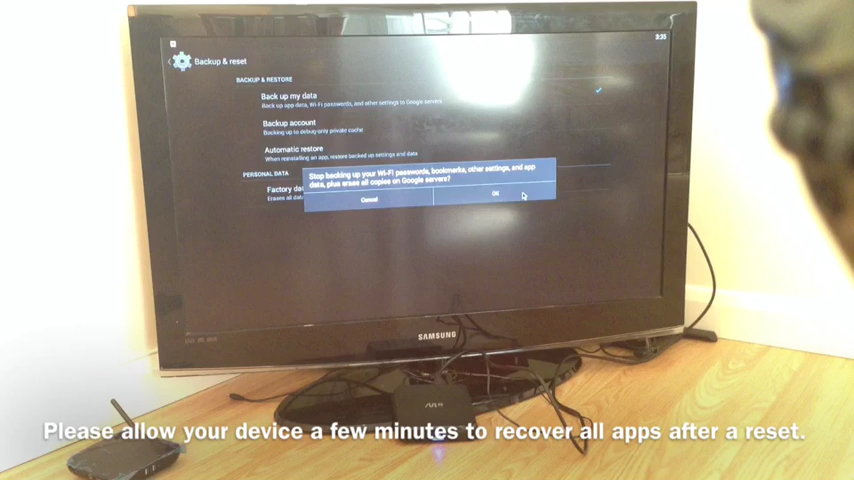 3:35
Backup & reset
BACKUP & RESTORE
Back up my data
Back up app data, Wi-Fi passwords, and other settings to Google servers
Backup account
Backing up to debug-only private cache
Automatic restore
When reinstalling an app, restore backed up settings and data
PERSONAL DATA
Factory da
Erases all dat
Stop backing up your Wi-Fi passwords, bookmarks, other settings, and app
data, plus erase all copies on Google servers?
Cancel
OK
SAMSUNG
Please allow your device a few minutes to recover all apps after a reset.